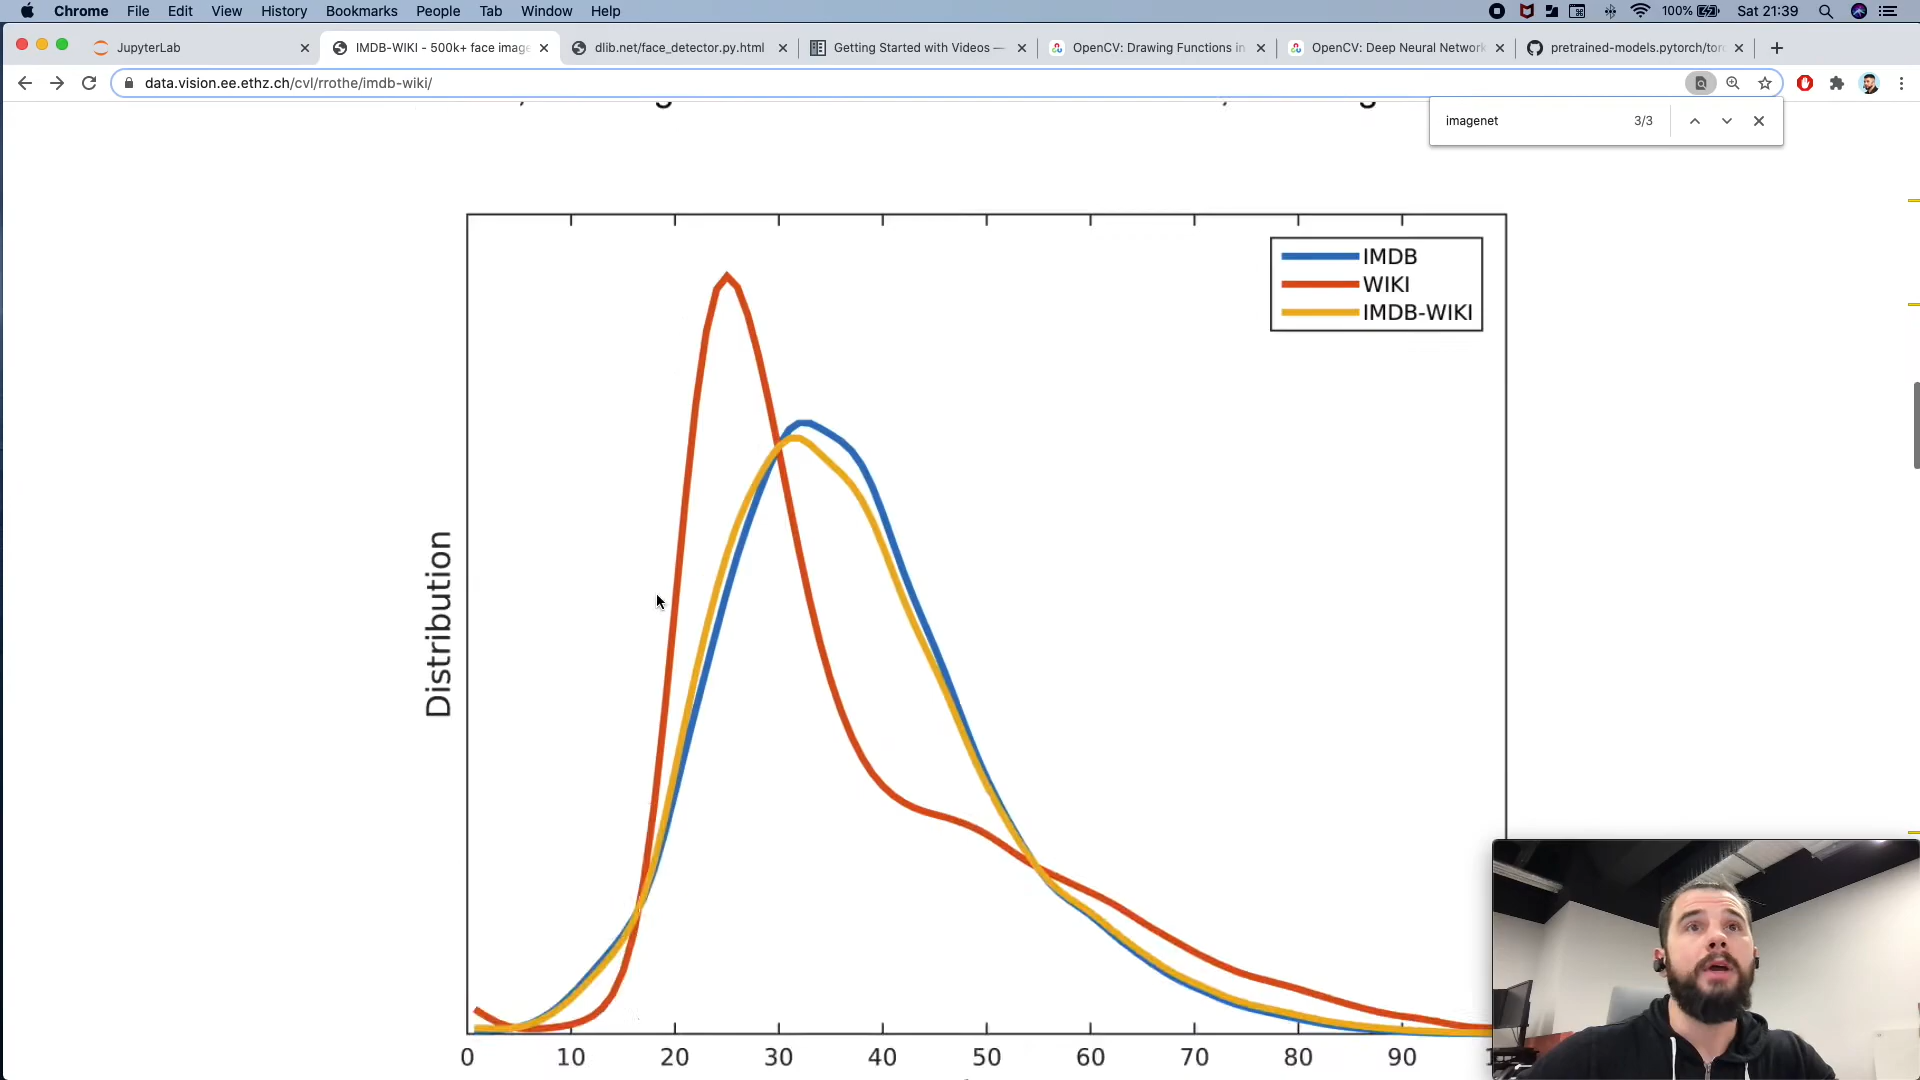 Chrome File Edit View History Bookmarks People Tab Window Help 100% Sat 21:39
JupyterLab IMDB-WIKI - 500k+ face image dlib.net/face_detector.py.html Getting Started with Videos — OpenCV: Drawing Functions in OpenCV: Deep Neural Network pretrained-models.pytorch/tor
data.vision.ee.ethz.ch/cvl/rrothe/imdb-wiki/
imagenet 3/3
IMDB
WIKI
IMDB-WIKI
Distribution
0 10 20 30 40 50 60 70 80 90